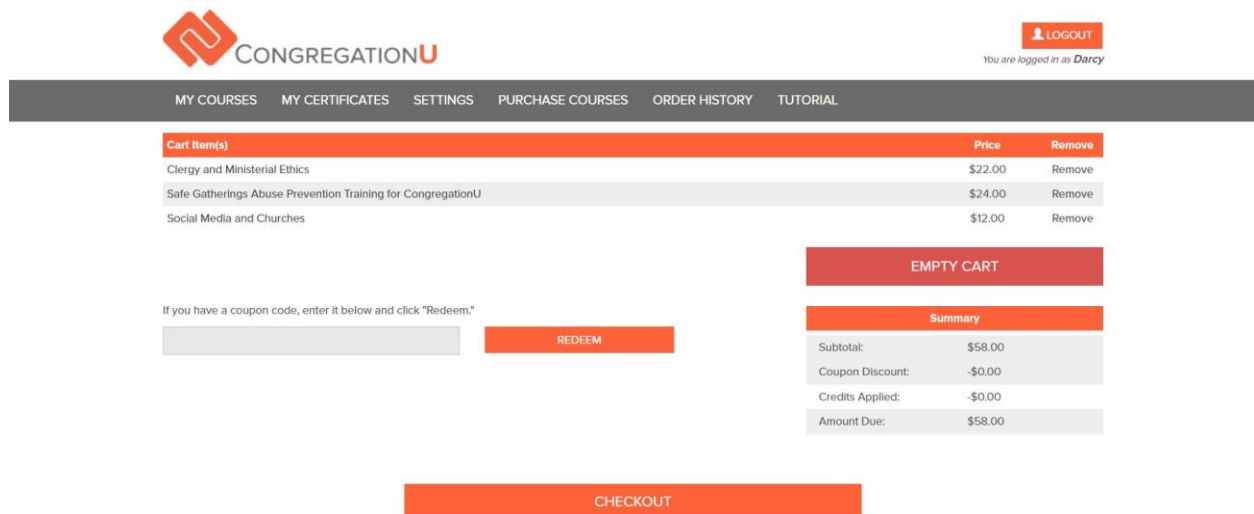 CONGREGATIONU
LOGOUT
You are logged in as Darcy
MY COURSES MY CERTIFICATES SETTINGS PURCHASE COURSES ORDER HISTORY TUTORIAL
Cart Item(s) Price Remove
Clergy and Ministerial Ethics $22.00 Remove
Safe Gatherings Abuse Prevention Training for CongregationU $24.00 Remove
Social Media and Churches $12.00 Remove
EMPTY CART
If you have a coupon code, enter it below and click "Redeem."
REDEEM
Summary
Subtotal: $58.00
Coupon Discount: -$0.00
Credits Applied: -$0.00
Amount Due: $58.00
CHECKOUT